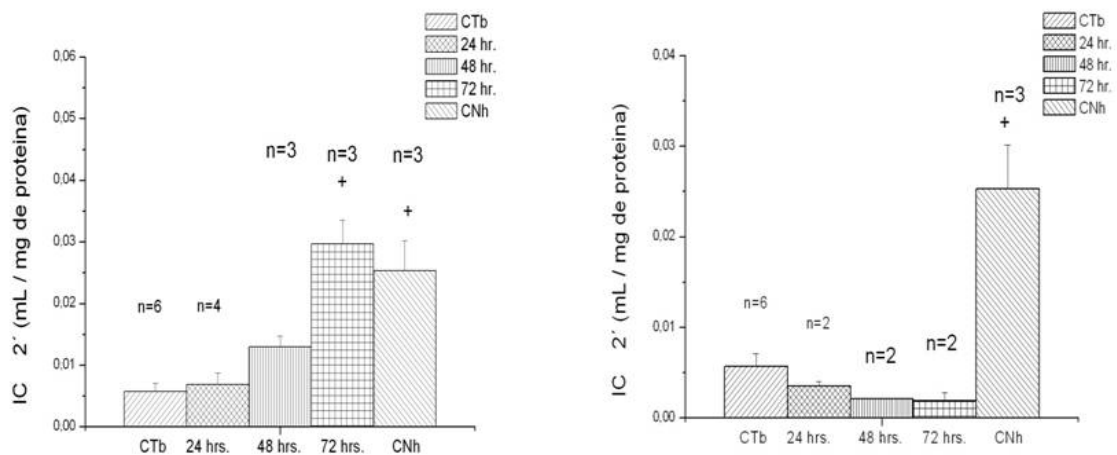 CTb
24 hr.
48 hr.
72 hr.
CNh
0,06
0,05
0,04
0,03
0,02
0,01
0,00
IC 2´ (mL / mg de proteina)
n=6
n=4
n=3
n=3
+
n=3
+
CTb 24 hrs. 48 hrs. 72 hrs. CNh
CTb
24 hr.
48 hr.
72 hr.
CNh
0,04
0,03
0,02
0,01
0,00
IC 2´ (mL / mg de proteina)
n=6
n=2
n=2
n=2
n=3
+
CTb 24 hrs. 48 hrs. 72 hrs. CNh